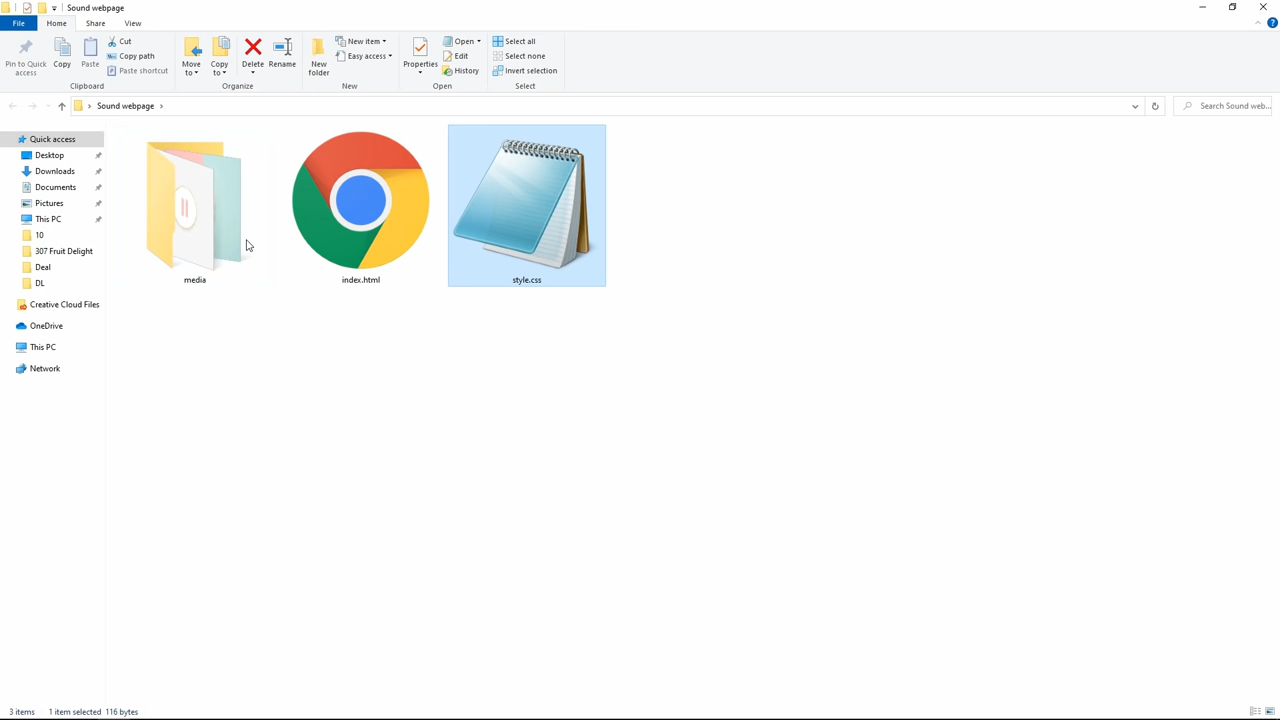 Sound webpage
File Home Share View
Pin to Quick access
Copy
Paste
Cut
Copy path
Paste shortcut
Clipboard
Move to
Copy to
Delete
Rename
Organize
New folder
New item
Easy access
New
Properties
Open
Edit
History
Open
Select all
Select none
Invert selection
Select
Sound webpage
Search Sound web...
Quick access
Desktop
Downloads
Documents
Pictures
This PC
10
307 Fruit Delight
Deal
DL
Creative Cloud Files
OneDrive
This PC
Network
media
index.html
style.css
3 items 1 item selected 116 bytes